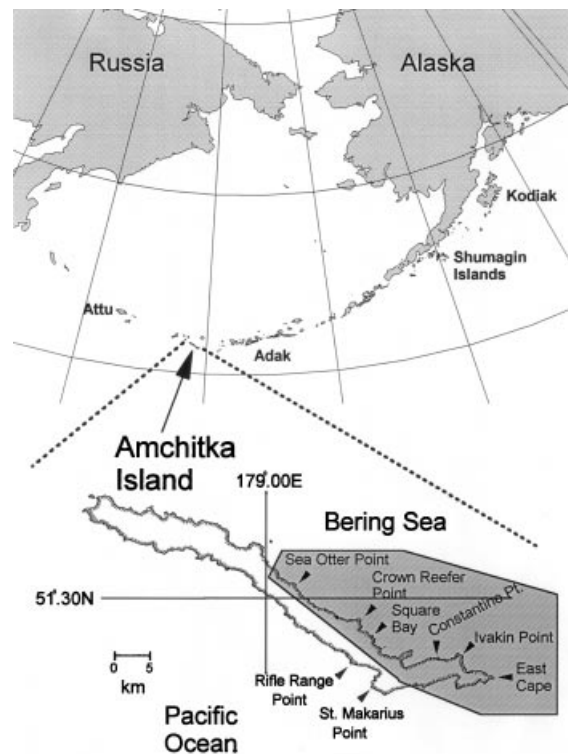 Russia
Alaska
Kodiak
Shumagin
Islands
Attu
Adak
Amchitka
Island
179.00E
Bering Sea
Sea Otter Point
Crown Reefer
Point
Constantine Pt.
Square
Bay
51.30N
Ivakin Point
East
Cape
0 5
km
Rifle Range
Point
St. Makarius
Point
Pacific
Ocean